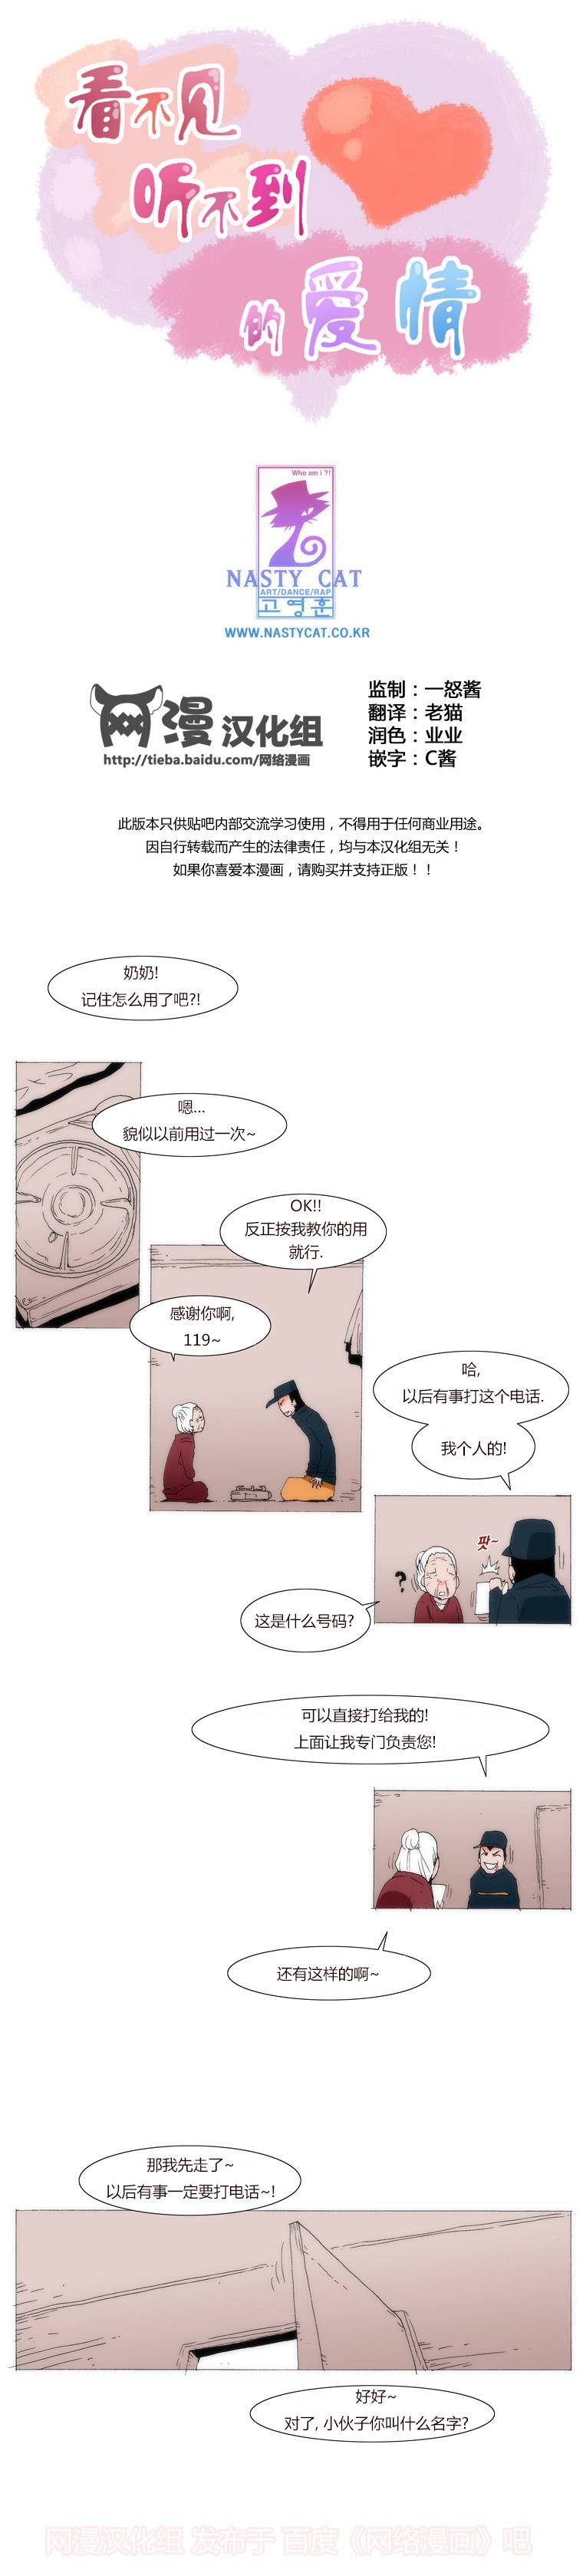 看不见
听不到
的爱情
Who am i ?!
NASTY CAT
ART/DANCE/RAP
고영훈
WWW.NASTYCAT.CO.KR
网漫汉化组
http://tieba.baidu.com/网络漫画
监制：一怒酱
翻译：老猫
润色：业业
嵌字：C酱
此版本只供贴吧内部交流学习使用，不得用于任何商业用途。
因自行转载而产生的法律责任，均与本汉化组无关！
如果你喜爱本漫画，请购买并支持正版！！
奶奶!
记住怎么用了吧?!
嗯...
貌似以前用过一次~
OK!!
反正按我教你的用
就行.
感谢你啊,
119~
哈,
以后有事打这个电话.
我个人的!
팟~
?
这是什么号码?
可以直接打给我的!
上面让我专门负责您!
还有这样的啊~
那我先走了~
以后有事一定要打电话~!
好好~
对了, 小伙子你叫什么名字?
网漫汉化组 发布于 百度《网络漫画》吧